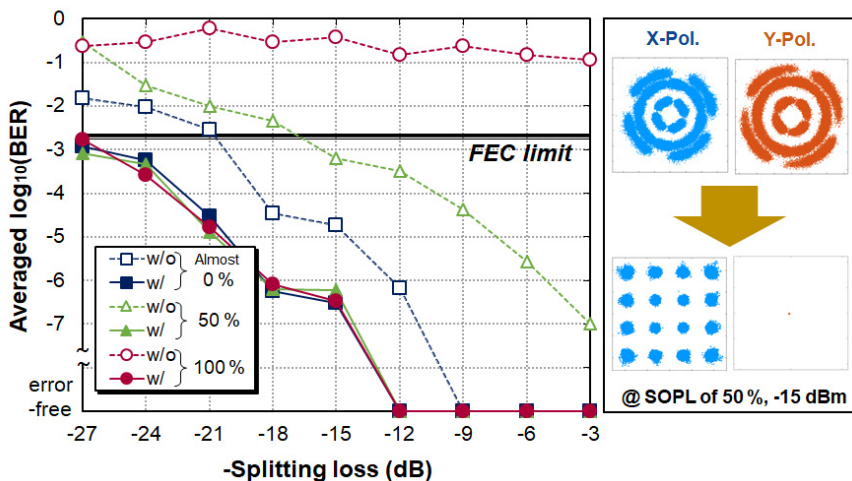 0
-1
-2
-3
-4
-5
-6
-7
error
-free
Averaged log10(BER)
FEC limit
w/o
w/
Almost
0 %
w/o
w/
50 %
w/o
w/
100 %
-27
-24
-21
-18
-15
-12
-9
-6
-3
-Splitting loss (dB)
X-Pol.
Y-Pol.
@ SOPL of 50 %, -15 dBm